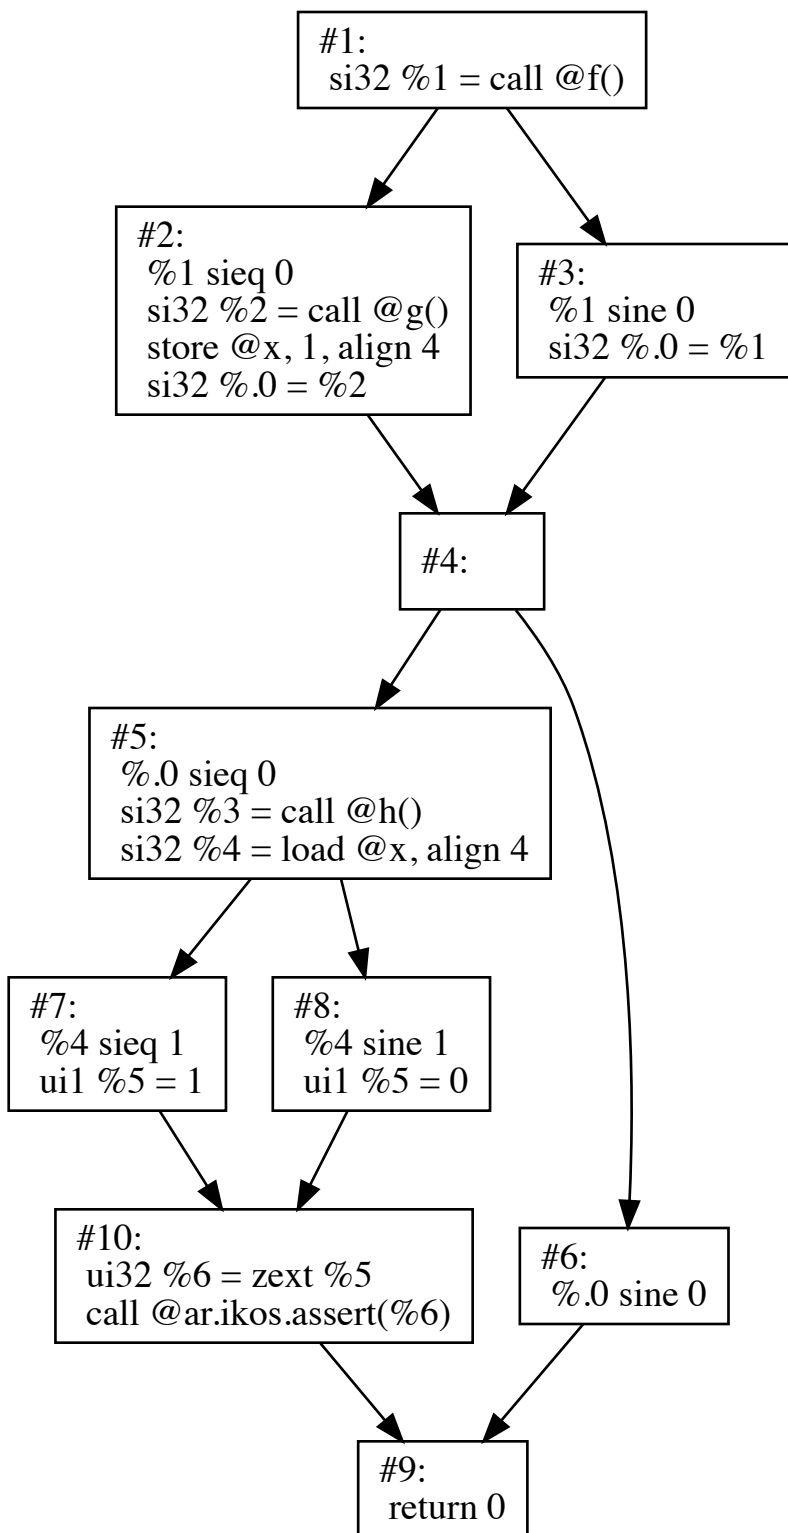 #1:
si32 %1 = call @f()
#2:
%1 sieq 0
si32 %2 = call @g()
store @x, 1, align 4
si32 %.0 = %2
#3:
%1 sine 0
si32 %.0 = %1
#4:
#5:
%.0 sieq 0
si32 %3 = call @h()
si32 %4 = load @x, align 4
#7:
%4 sieq 1
ui1 %5 = 1
#8:
%4 sine 1
ui1 %5 = 0
#10:
ui32 %6 = zext %5
call @ar.ikos.assert(%6)
#6:
%.0 sine 0
#9:
return 0